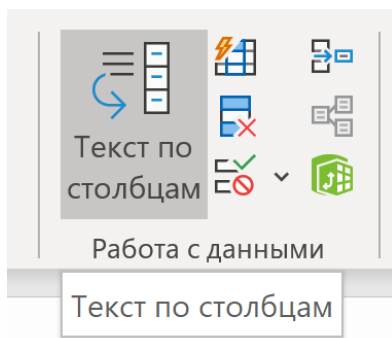 Текст по
столбцам
Работа с данными
Текст по столбцам